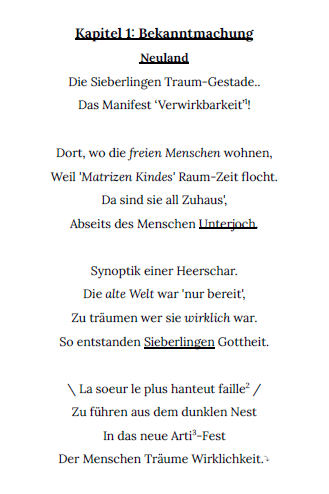 Kapitel 1: Bekanntmachung
Neuland
Die Sieberlingen Traum-Gestade..
Das Manifest ‘Verwirkbarkeit’¹!
Dort, wo die freien Menschen wohnen,
Weil 'Matrizen Kindes' Raum-Zeit flocht.
Da sind sie all Zuhaus',
Abseits des Menschen Unterjoch.
Synoptik einer Heerschar.
Die alte Welt war 'nur bereit',
Zu träumen wer sie wirklich war.
So entstanden Sieberlingen Gottheit.
\ La soeur le plus hanteut faille² /
Zu führen aus dem dunklen Nest
In das neue Arti³-Fest
Der Menschen Träume Wirklichkeit.⤵